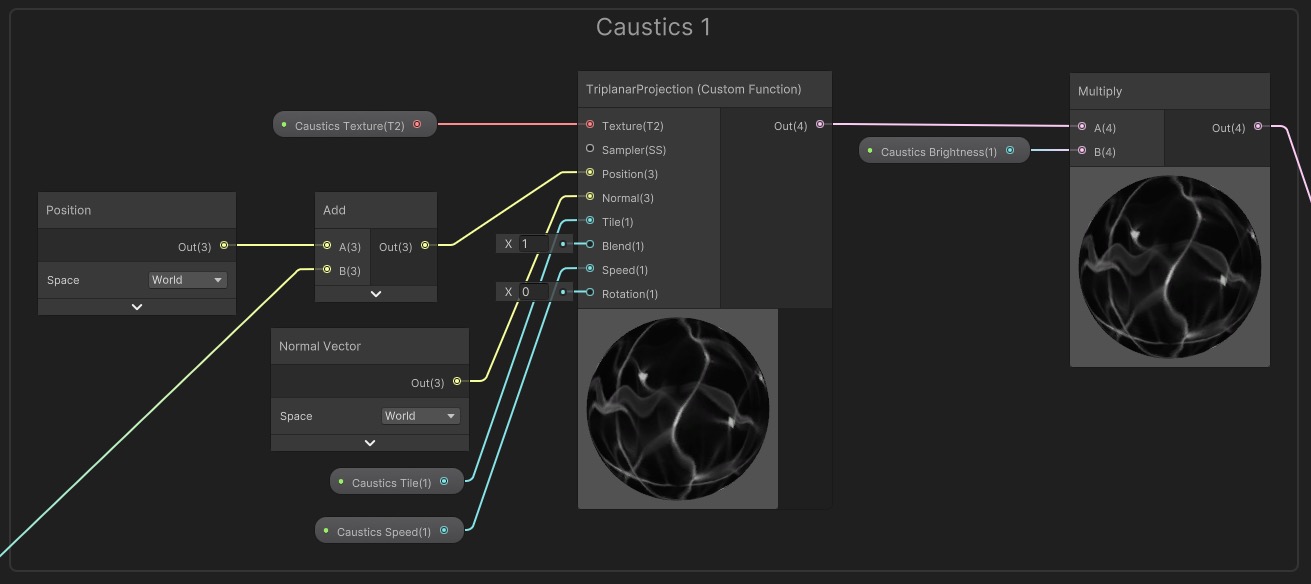 Caustics 1
TriplanarProjection (Custom Function)
Caustics Texture(T2)
Texture(T2)
Out(4)
Sampler(SS)
Position(3)
Normal(3)
Tile(1)
X 1
Blend(1)
Speed(1)
X 0
Rotation(1)
Multiply
A(4)
Out(4)
Caustics Brightness(1)
B(4)
Position
Out(3)
Space
World
Add
A(3)
Out(3)
B(3)
Normal Vector
Out(3)
Space
World
Caustics Tile(1)
Caustics Speed(1)